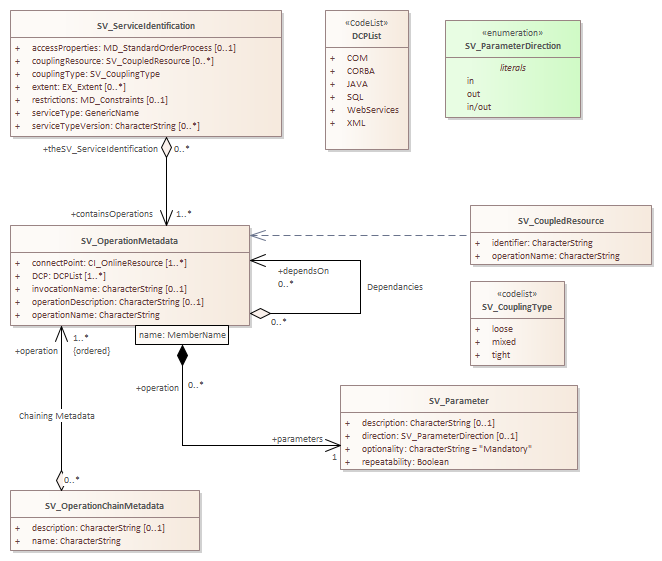 SV_ServiceIdentification
+ accessProperties: MD_StandardOrderProcess [0..1]
+ couplingResource: SV_CoupledResource [0..*]
+ couplingType: SV_CouplingType
+ extent: EX_Extent [0..*]
+ restrictions: MD_Constraints [0..1]
+ serviceType: GenericName
+ serviceTypeVersion: CharacterString [0..*]
«CodeList»
DCPList
+ COM
+ CORBA
+ JAVA
+ SQL
+ WebServices
+ XML
«enumeration»
SV_ParameterDirection
literals
in
out
in/out
+theSV_ServiceIdentification
0..*
+containsOperations
1..*
SV_OperationMetadata
+ connectPoint: CI_OnlineResource [1..*]
+ DCP: DCPList [1..*]
+ invocationName: CharacterString [0..1]
+ operationDescription: CharacterString [0..1]
+ operationName: CharacterString
name: MemberName
+dependsOn
0..*
Dependancies
0..*
SV_CoupledResource
+ identifier: CharacterString
+ operationName: CharacterString
«codelist»
SV_CouplingType
+ loose
+ mixed
+ tight
+operation
1..*
{ordered}
Chaining Metadata
0..*
+operation
0..*
+parameters
1
SV_Parameter
+ description: CharacterString [0..1]
+ direction: SV_ParameterDirection [0..1]
+ optionality: CharacterString = "Mandatory"
+ repeatability: Boolean
SV_OperationChainMetadata
+ description: CharacterString [0..1]
+ name: CharacterString